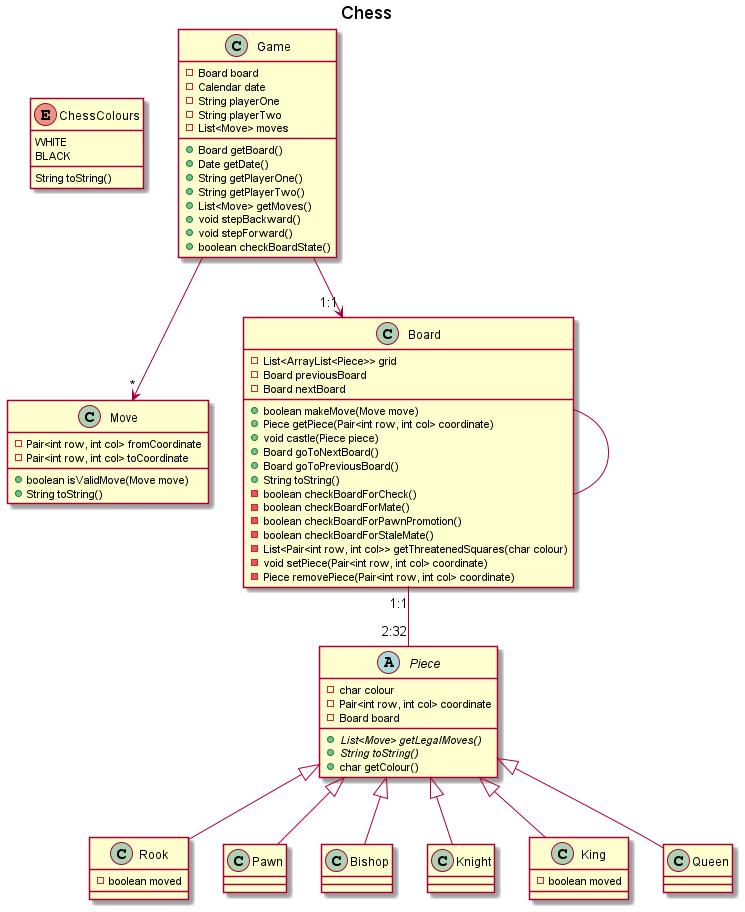 Chess
C Game
Board board
Calendar date
String playerOne
String playerTwo
List<Move> moves
Board getBoard()
Date getDate()
String getPlayerOne()
String getPlayerTwo()
List<Move> getMoves()
void stepBackward()
void stepForward()
boolean checkBoardState()
E ChessColours
WHITE
BLACK
String toString()
1:1
*
C Board
List<ArrayList<Piece>> grid
Board previousBoard
Board nextBoard
boolean makeMove(Move move)
Piece getPiece(Pair<int row, int col> coordinate)
void castle(Piece piece)
Board goToNextBoard()
Board goToPreviousBoard()
String toString()
boolean checkBoardForCheck()
boolean checkBoardForMate()
boolean checkBoardForPawnPromotion()
boolean checkBoardForStaleMate()
List<Pair<int row, int col>> getThreatenedSquares(char colour)
void setPiece(Pair<int row, int col> coordinate)
Piece removePiece(Pair<int row, int col> coordinate)
C Move
Pair<int row, int col> fromCoordinate
Pair<int row, int col> toCoordinate
boolean isValidMove(Move move)
String toString()
1:1
2:32
A Piece
char colour
Pair<int row, int col> coordinate
Board board
List<Move> getLegalMoves()
String toString()
char getColour()
C Rook
boolean moved
C Pawn
C Bishop
C Knight
C King
boolean moved
C Queen